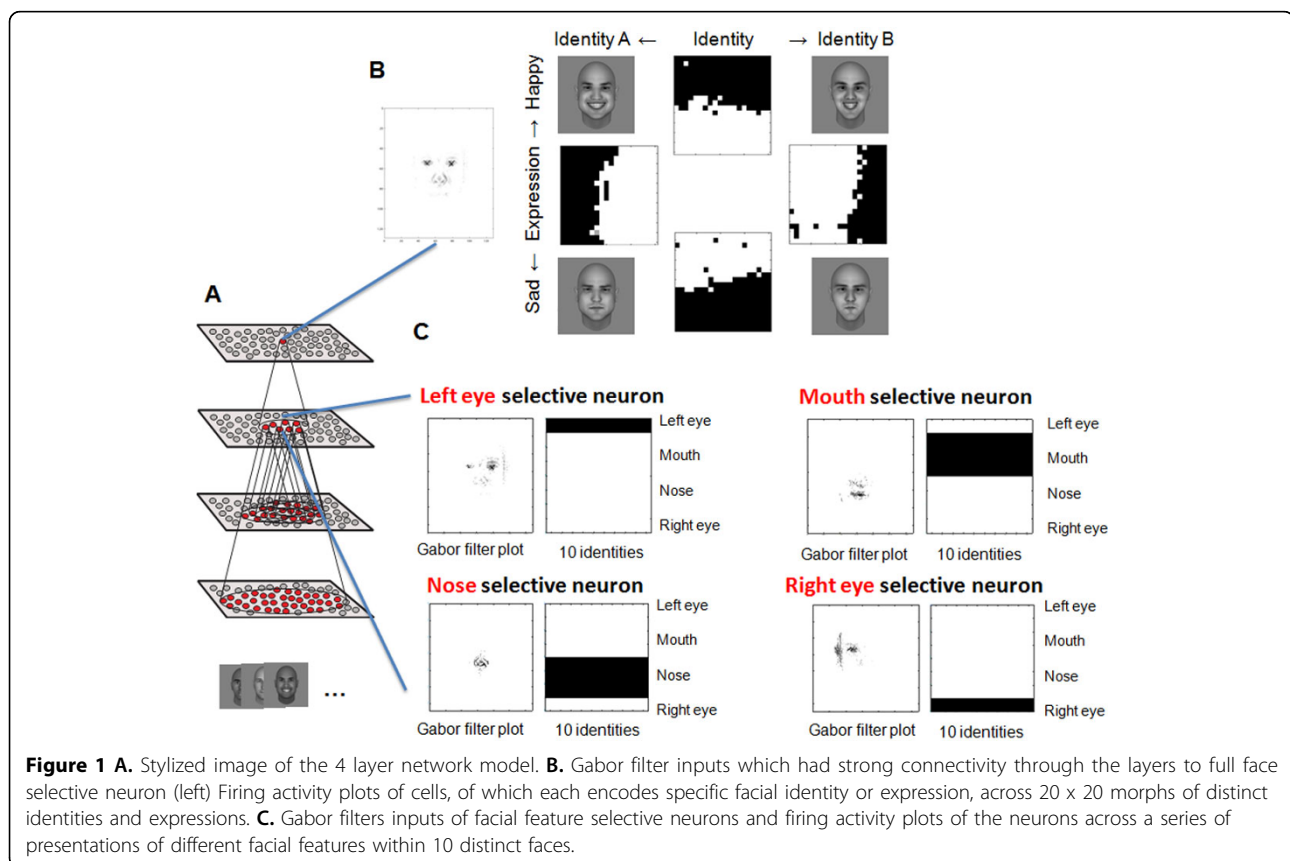 Identity A ← Identity → Identity B
B
Sad ← Expression → Happy
A
C
Left eye selective neuron
Left eye
Mouth
Nose
Right eye
Gabor filter plot 10 identities
Mouth selective neuron
Left eye
Mouth
Nose
Right eye
Gabor filter plot 10 identities
Nose selective neuron
Left eye
Mouth
Nose
Right eye
Gabor filter plot 10 identities
Right eye selective neuron
Left eye
Mouth
Nose
Right eye
Gabor filter plot 10 identities
...
Figure 1 A. Stylized image of the 4 layer network model. B. Gabor filter inputs which had strong connectivity through the layers to full face
selective neuron (left) Firing activity plots of cells, of which each encodes specific facial identity or expression, across 20 x 20 morphs of distinct
identities and expressions. C. Gabor filters inputs of facial feature selective neurons and firing activity plots of the neurons across a series of
presentations of different facial features within 10 distinct faces.